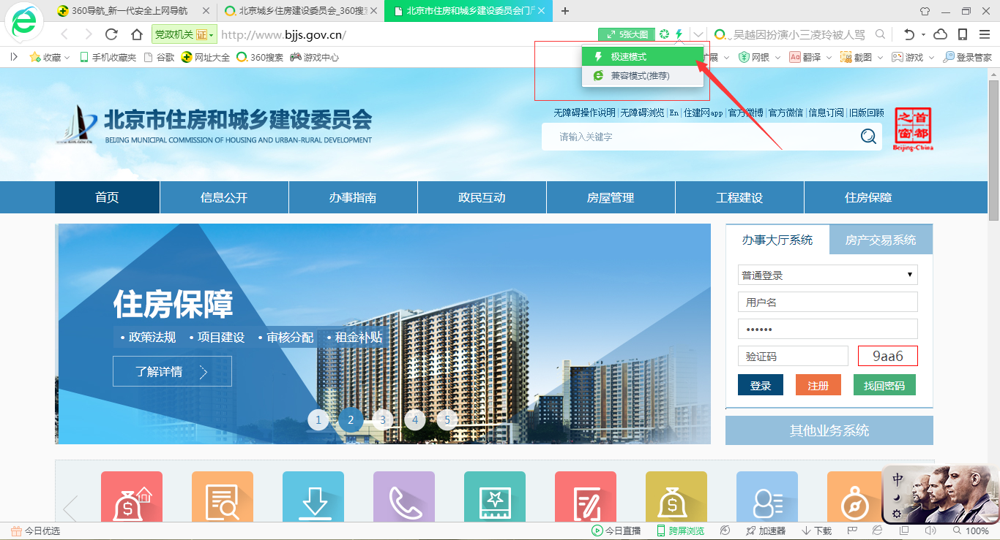 360导航_新一代安全上网导航
北京城乡住房建设委员会_360搜
北京市住房和城乡建设委员会门户
党政机关 证
http://www.bjjs.gov.cn/
5张大图
吴越因扮演小三凌玲被人骂
收藏
手机收藏夹
谷歌
网址大全
360搜索
游戏中心
扩展
网银
Aa 翻译
截图
游戏
登录管家
极速模式
兼容模式(推荐)
北京市住房和城乡建设委员会
BEIJING MUNICIPAL COMMISSION OF HOUSING AND URBAN-RURAL DEVELOPMENT
无障碍操作说明 | 无障碍浏览 | En | 住建网app | 官方微博 | 官方微信 | 信息订阅 | 旧版回顾
请输入关键字
首都之窗
Beijing-China
首页
信息公开
办事指南
政民互动
房屋管理
工程建设
住房保障
住房保障
• 政策法规 • 项目建设 • 审核分配 • 租金补贴
了解详情
1 2 3 4 5
办事大厅系统
房产交易系统
普通登录
用户名
••••••
验证码
9aa6
登录
注册
找回密码
其他业务系统
中
今日优选
今日直播
跨屏浏览
加速器
下载
100%